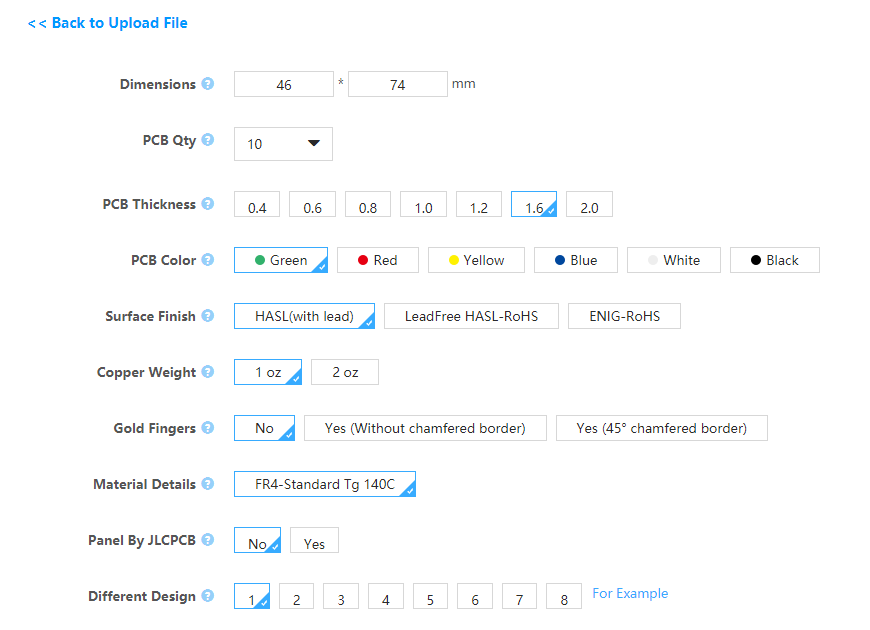 << Back to Upload File
Dimensions ? 46 * 74 mm
PCB Qty ? 10
PCB Thickness ? 0.4 0.6 0.8 1.0 1.2 1.6 2.0
PCB Color ? Green Red Yellow Blue White Black
Surface Finish ? HASL(with lead) LeadFree HASL-RoHS ENIG-RoHS
Copper Weight ? 1 oz 2 oz
Gold Fingers ? No Yes (Without chamfered border) Yes (45° chamfered border)
Material Details ? FR4-Standard Tg 140C
Panel By JLCPCB ? No Yes
Different Design ? 1 2 3 4 5 6 7 8 For Example